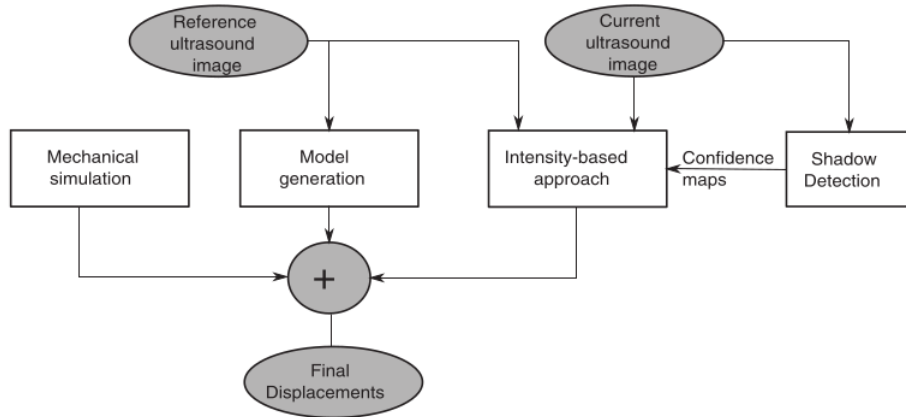 Reference
ultrasound
image
Current
ultrasound
image
Mechanical
simulation
Model
generation
Intensity-based
approach
Confidence
maps
Shadow
Detection
+
Final
Displacements